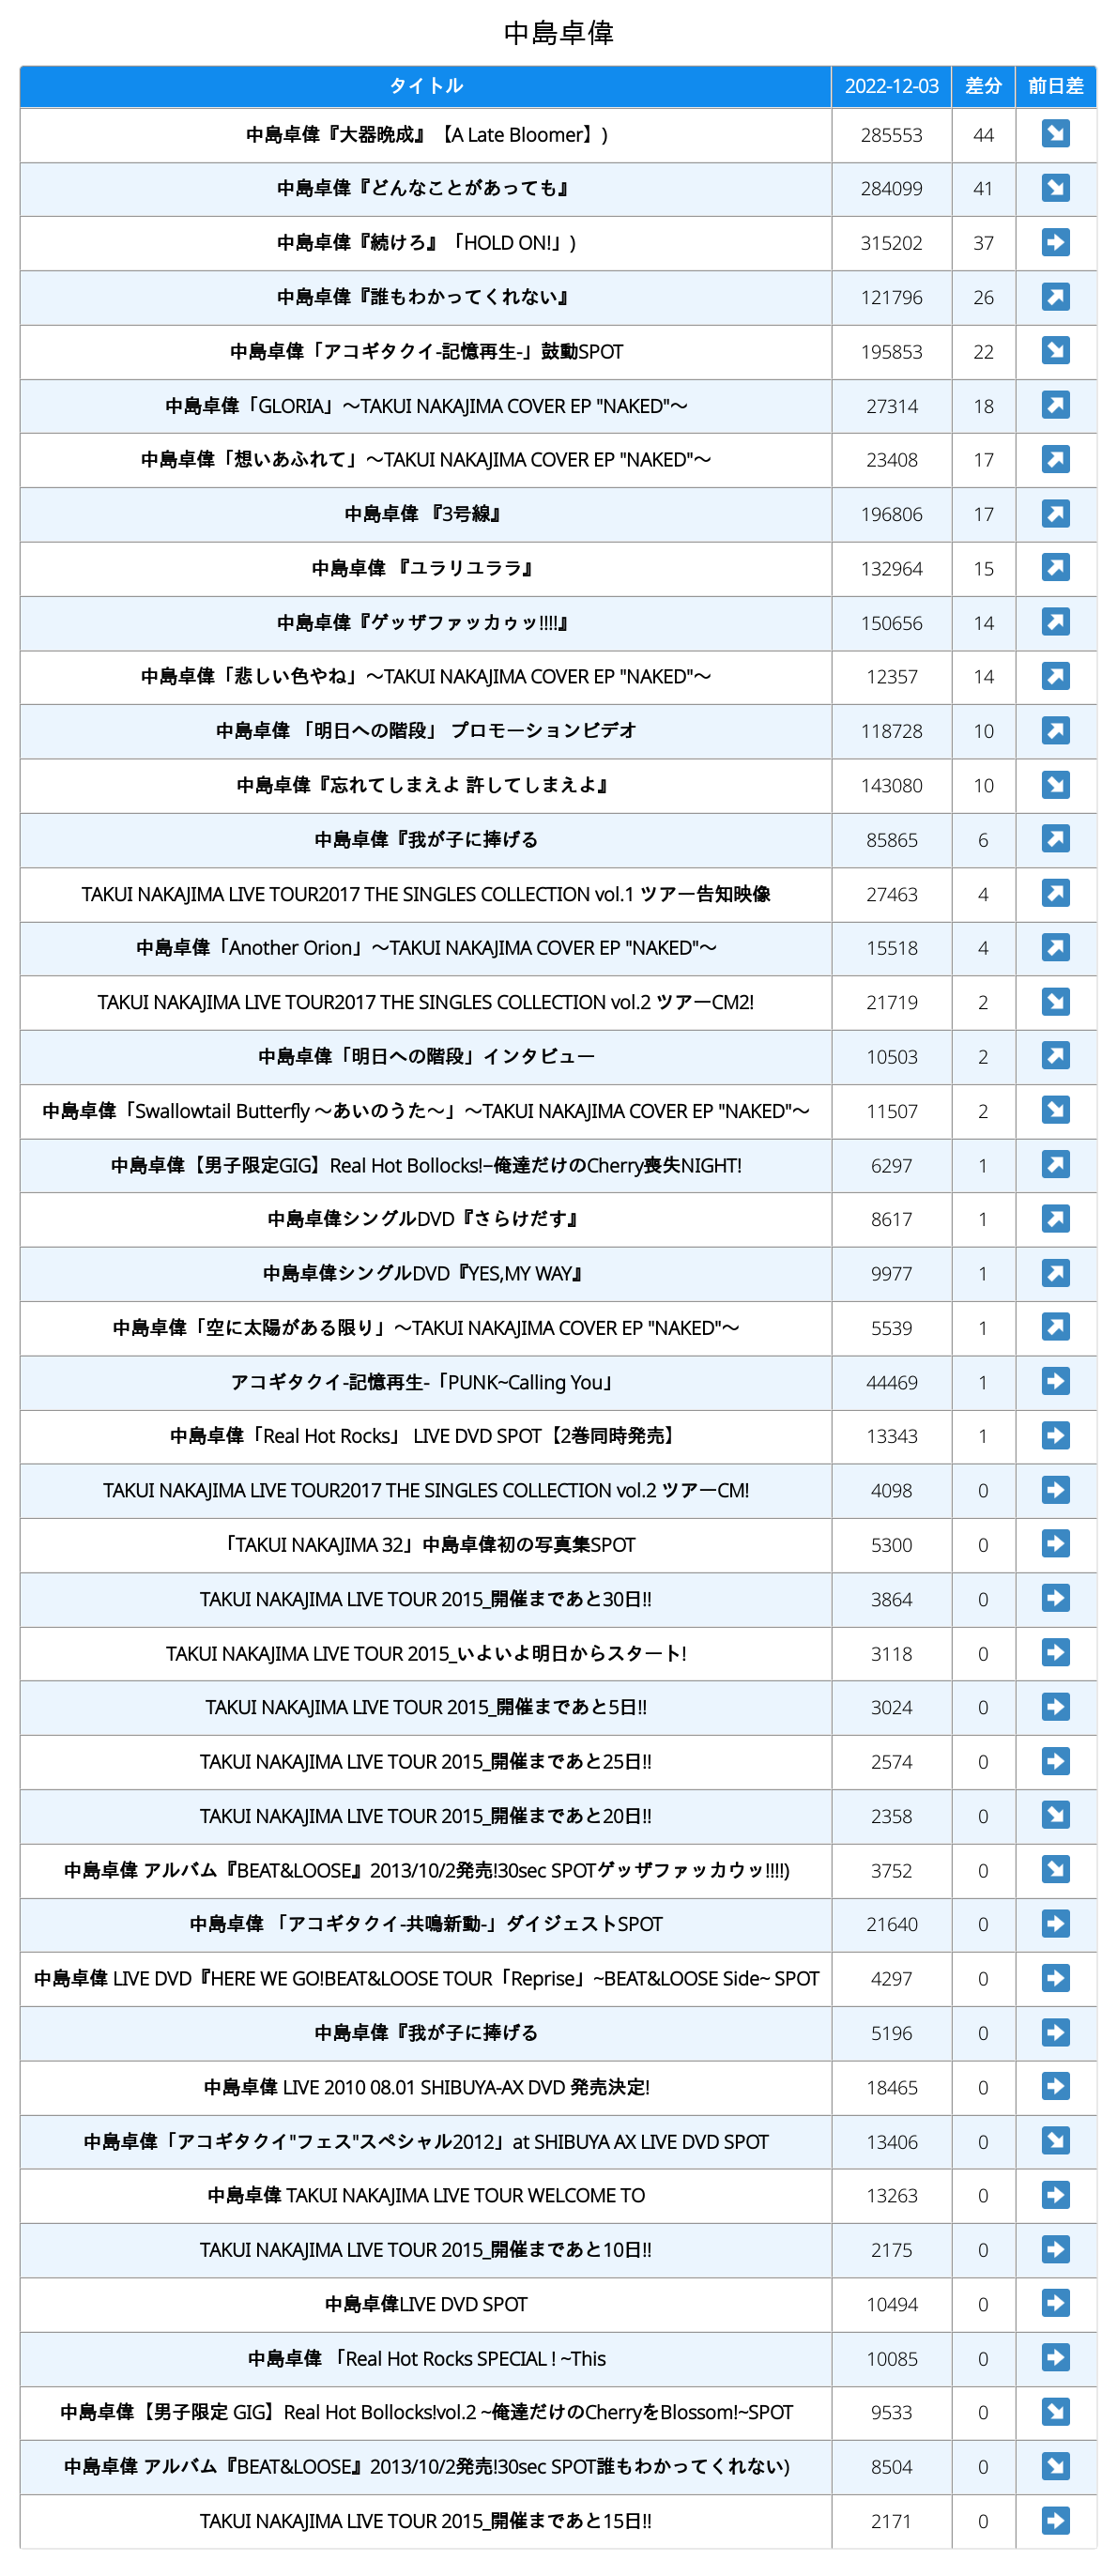 中島卓偉
タイトル 2022-12-03 差分 前日差
中島卓偉『大器晩成』【A Late Bloomer】) 285553 44 ↘
中島卓偉『どんなことがあっても』 284099 41 ↘
中島卓偉『続けろ』「HOLD ON!」) 315202 37 ➡
中島卓偉『誰もわかってくれない』 121796 26 ↗
中島卓偉「アコギタクイ-記憶再生-」鼓動SPOT 195853 22 ↘
中島卓偉「GLORIA」〜TAKUI NAKAJIMA COVER EP "NAKED"〜 27314 18 ↗
中島卓偉「想いあふれて」〜TAKUI NAKAJIMA COVER EP "NAKED"〜 23408 17 ↗
中島卓偉 『3号線』 196806 17 ↗
中島卓偉 『ユラリユララ』 132964 15 ↗
中島卓偉『ゲッザファッカゥッ!!!!』 150656 14 ↗
中島卓偉「悲しい色やね」〜TAKUI NAKAJIMA COVER EP "NAKED"〜 12357 14 ↗
中島卓偉 「明日への階段」 プロモーションビデオ 118728 10 ↗
中島卓偉『忘れてしまえよ 許してしまえよ』 143080 10 ↘
中島卓偉『我が子に捧げる 85865 6 ↗
TAKUI NAKAJIMA LIVE TOUR2017 THE SINGLES COLLECTION vol.1 ツアー告知映像 27463 4 ↗
中島卓偉「Another Orion」〜TAKUI NAKAJIMA COVER EP "NAKED"〜 15518 4 ↗
TAKUI NAKAJIMA LIVE TOUR2017 THE SINGLES COLLECTION vol.2 ツアーCM2! 21719 2 ↘
中島卓偉「明日への階段」インタビュー 10503 2 ↗
中島卓偉「Swallowtail Butterfly 〜あいのうた〜」〜TAKUI NAKAJIMA COVER EP "NAKED"〜 11507 2 ↘
中島卓偉【男子限定GIG】Real Hot Bollocks!−俺達だけのCherry喪失NIGHT! 6297 1 ↗
中島卓偉シングルDVD『さらけだす』 8617 1 ↗
中島卓偉シングルDVD『YES,MY WAY』 9977 1 ↗
中島卓偉「空に太陽がある限り」〜TAKUI NAKAJIMA COVER EP "NAKED"〜 5539 1 ↗
アコギタクイ-記憶再生-「PUNK~Calling You」 44469 1 ➡
中島卓偉「Real Hot Rocks」 LIVE DVD SPOT【2巻同時発売】 13343 1 ➡
TAKUI NAKAJIMA LIVE TOUR2017 THE SINGLES COLLECTION vol.2 ツアーCM! 4098 0 ➡
「TAKUI NAKAJIMA 32」中島卓偉初の写真集SPOT 5300 0 ➡
TAKUI NAKAJIMA LIVE TOUR 2015_開催まであと30日!! 3864 0 ➡
TAKUI NAKAJIMA LIVE TOUR 2015_いよいよ明日からスタート! 3118 0 ➡
TAKUI NAKAJIMA LIVE TOUR 2015_開催まであと5日!! 3024 0 ➡
TAKUI NAKAJIMA LIVE TOUR 2015_開催まであと25日!! 2574 0 ➡
TAKUI NAKAJIMA LIVE TOUR 2015_開催まであと20日!! 2358 0 ↘
中島卓偉 アルバム『BEAT&LOOSE』2013/10/2発売!30sec SPOTゲッザファッカウッ!!!!) 3752 0 ↘
中島卓偉 「アコギタクイ-共鳴新動-」ダイジェストSPOT 21640 0 ➡
中島卓偉 LIVE DVD『HERE WE GO!BEAT&LOOSE TOUR「Reprise」~BEAT&LOOSE Side~ SPOT 4297 0 ➡
中島卓偉『我が子に捧げる 5196 0 ➡
中島卓偉 LIVE 2010 08.01 SHIBUYA-AX DVD 発売決定! 18465 0 ➡
中島卓偉「アコギタクイ"フェス"スペシャル2012」at SHIBUYA AX LIVE DVD SPOT 13406 0 ↘
中島卓偉 TAKUI NAKAJIMA LIVE TOUR WELCOME TO 13263 0 ➡
TAKUI NAKAJIMA LIVE TOUR 2015_開催まであと10日!! 2175 0 ➡
中島卓偉LIVE DVD SPOT 10494 0 ➡
中島卓偉 「Real Hot Rocks SPECIAL ! ~This 10085 0 ➡
中島卓偉【男子限定 GIG】Real Hot Bollocks!vol.2 ~俺達だけのCherryをBlossom!~SPOT 9533 0 ↘
中島卓偉 アルバム『BEAT&LOOSE』2013/10/2発売!30sec SPOT誰もわかってくれない) 8504 0 ↘
TAKUI NAKAJIMA LIVE TOUR 2015_開催まであと15日!! 2171 0 ➡